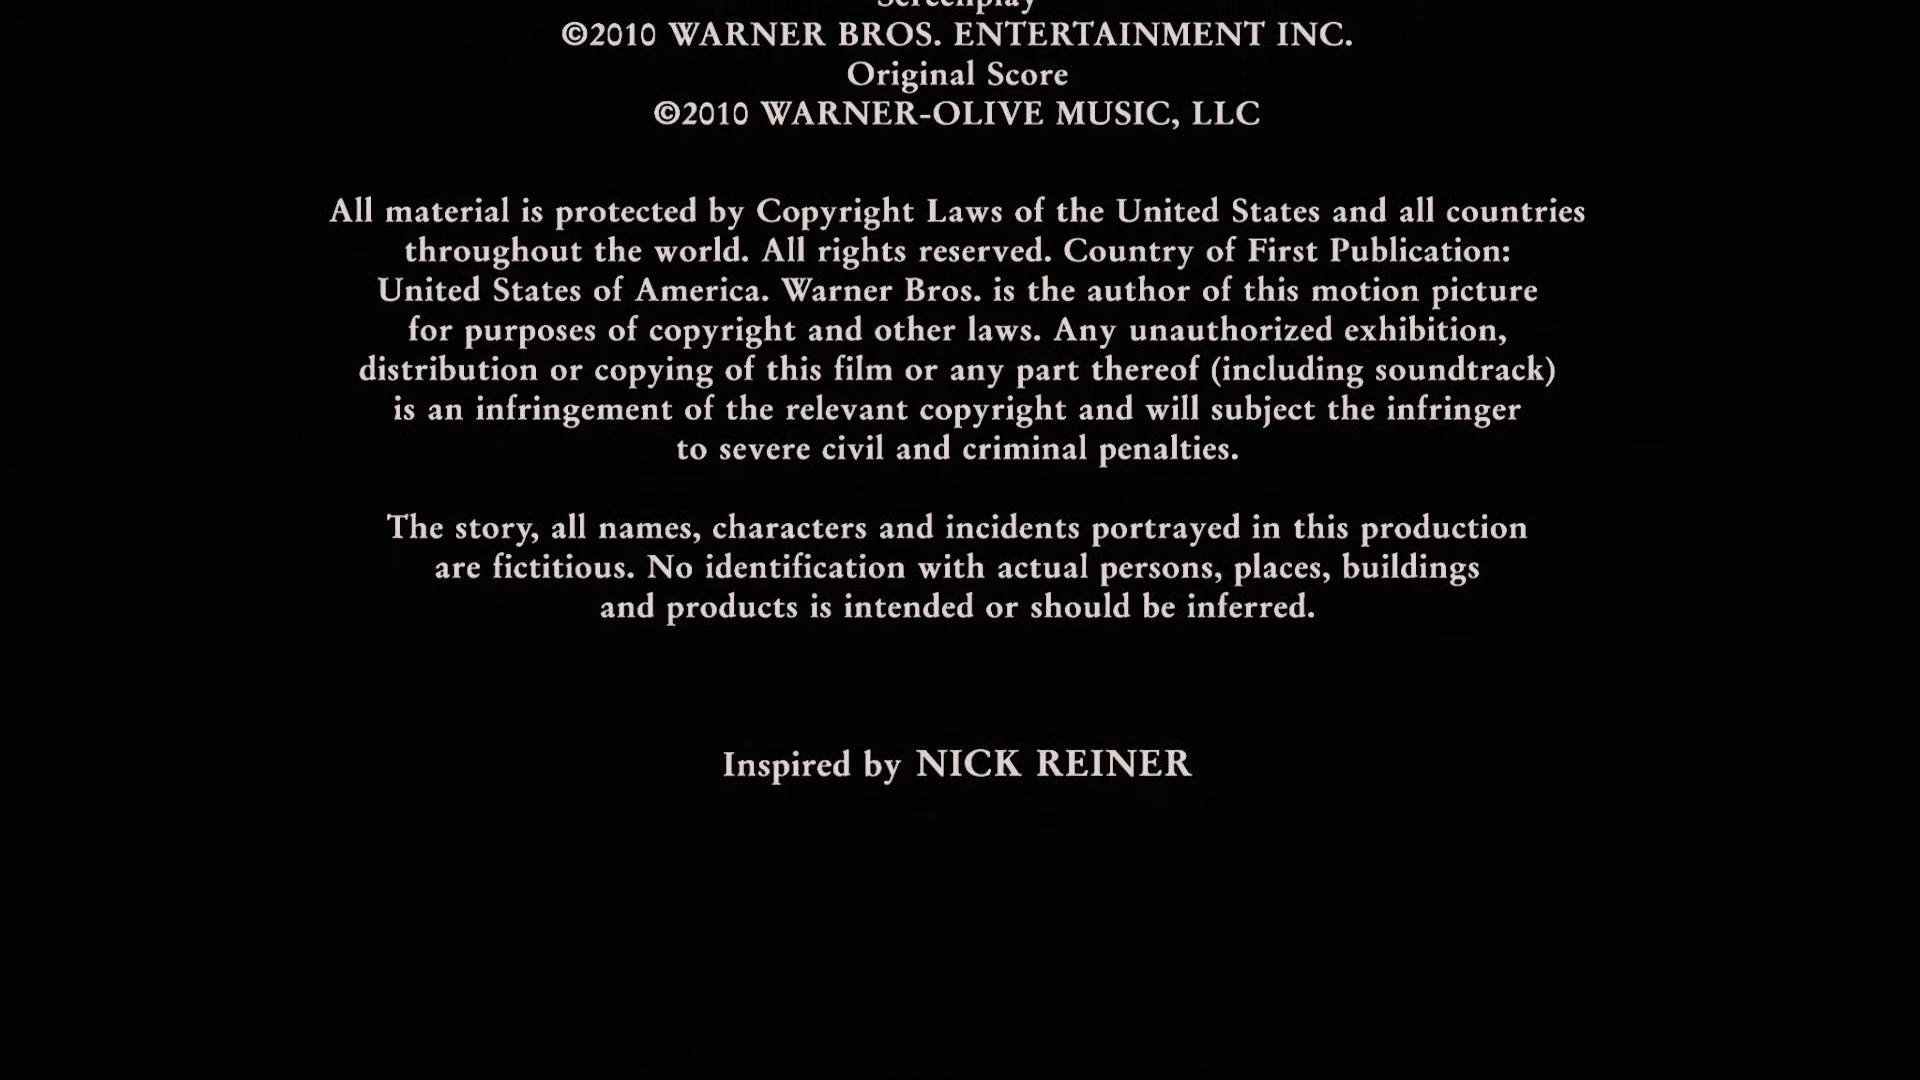 Screenplay
©2010 WARNER BROS. ENTERTAINMENT INC.
Original Score
©2010 WARNER-OLIVE MUSIC, LLC
All material is protected by Copyright Laws of the United States and all countries
throughout the world. All rights reserved. Country of First Publication:
United States of America. Warner Bros. is the author of this motion picture
for purposes of copyright and other laws. Any unauthorized exhibition,
distribution or copying of this film or any part thereof (including soundtrack)
is an infringement of the relevant copyright and will subject the infringer
to severe civil and criminal penalties.
The story, all names, characters and incidents portrayed in this production
are fictitious. No identification with actual persons, places, buildings
and products is intended or should be inferred.
Inspired by NICK REINER